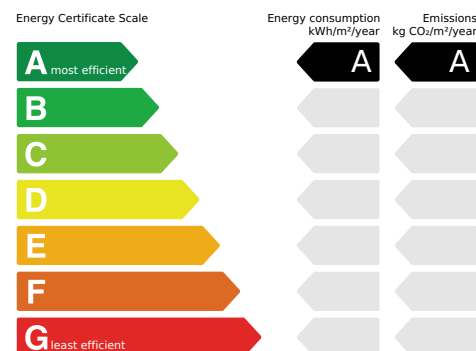 Energy Certificate Scale
Energy consumption
kWh/m²/year
Emissions
kg CO₂/m²/year
A most efficient
A
A
B
C
D
E
F
G least efficient